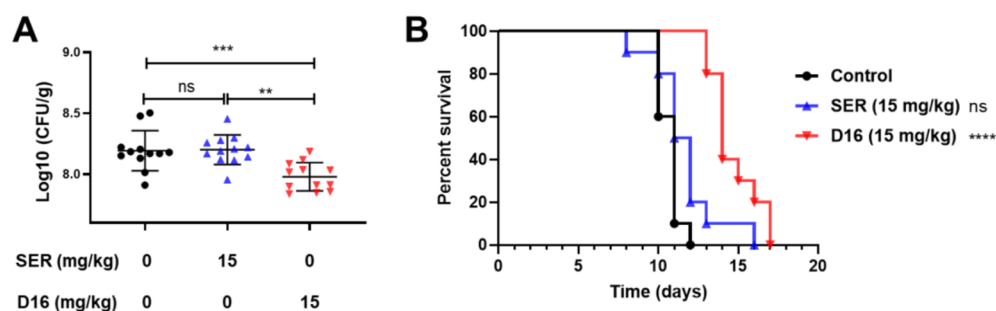 A
Log10 (CFU/g)
9.0
8.5
8.0
***
ns
**
SER (mg/kg) 0 15 0
D16 (mg/kg) 0 0 15
B
Percent survival
100
80
60
40
20
0
0 5 10 15 20
Time (days)
Control
SER (15 mg/kg) ns
D16 (15 mg/kg) ****